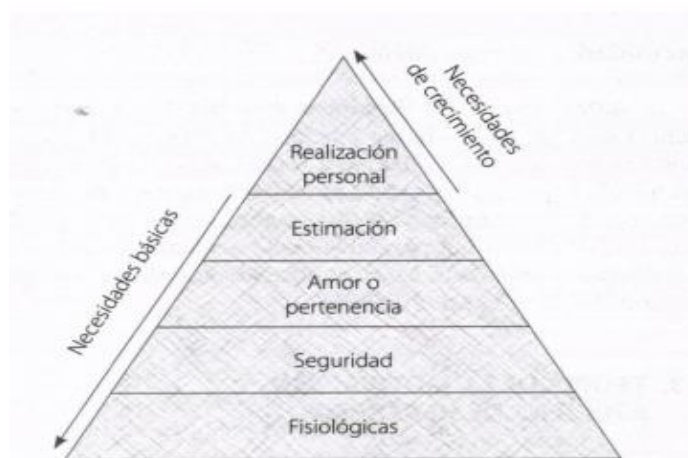 Necesidades
de crecimiento
Realización
personal
Estimación
Necesidades básicas
Amor o
pertenencia
Seguridad
Fisiológicas